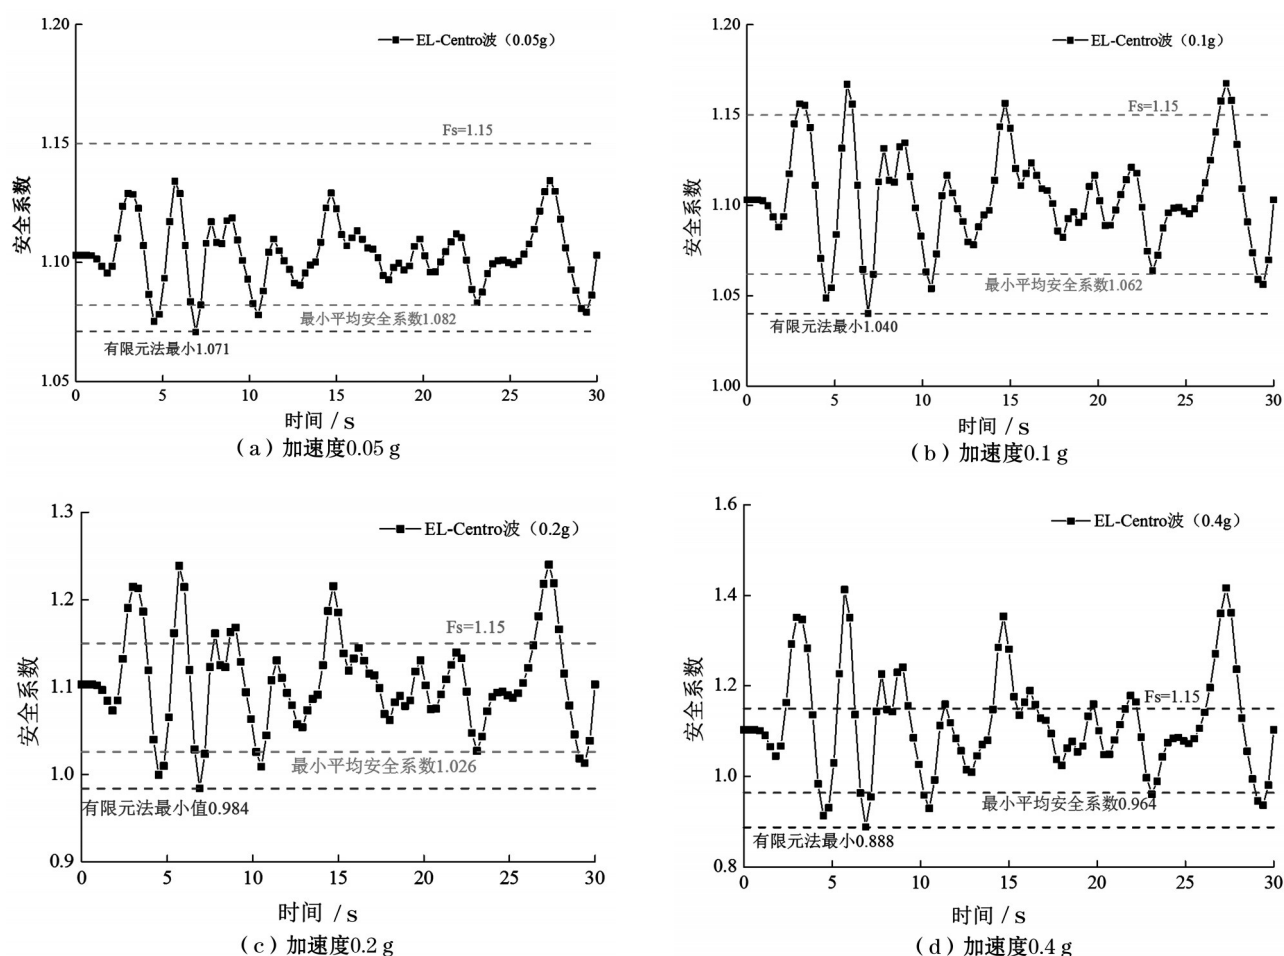 1.20
EL-Centro波（0.05g）
1.15
Fs=1.15
安全系数
1.10
最小平均安全系数1.082
有限元法最小1.071
1.05
0 5 10 15 20 25 30
时间 / s
（a）加速度0.05 g
1.20
EL-Centro波（0.1g）
1.15
Fs=1.15
安全系数
1.10
1.05
最小平均安全系数1.062
有限元法最小1.040
1.00
0 5 10 15 20 25 30
时间 / s
（b）加速度0.1 g
1.3
EL-Centro波（0.2g）
1.2
Fs=1.15
安全系数
1.1
1.0
最小平均安全系数1.026
有限元法最小值0.984
0.9
0 5 10 15 20 25 30
时间 / s
（c）加速度0.2 g
1.6
EL-Centro波（0.4g）
1.4
安全系数
1.2
Fs=1.15
1.0
最小平均安全系数0.964
有限元法最小0.888
0.8
0 5 10 15 20 25 30
时间 / s
（d）加速度0.4 g